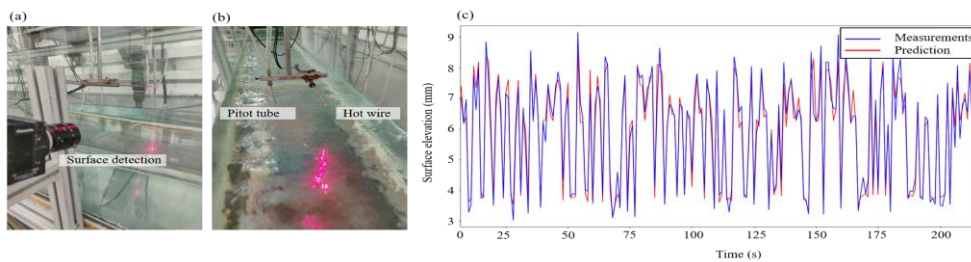 (a)
Surface detection
(b)
Pitot tube
Hot wire
(c)
Measurements
Prediction
Surface elevation (mm)
9
8
7
6
5
4
3
0
25
50
75
100
125
150
175
200
Time (s)